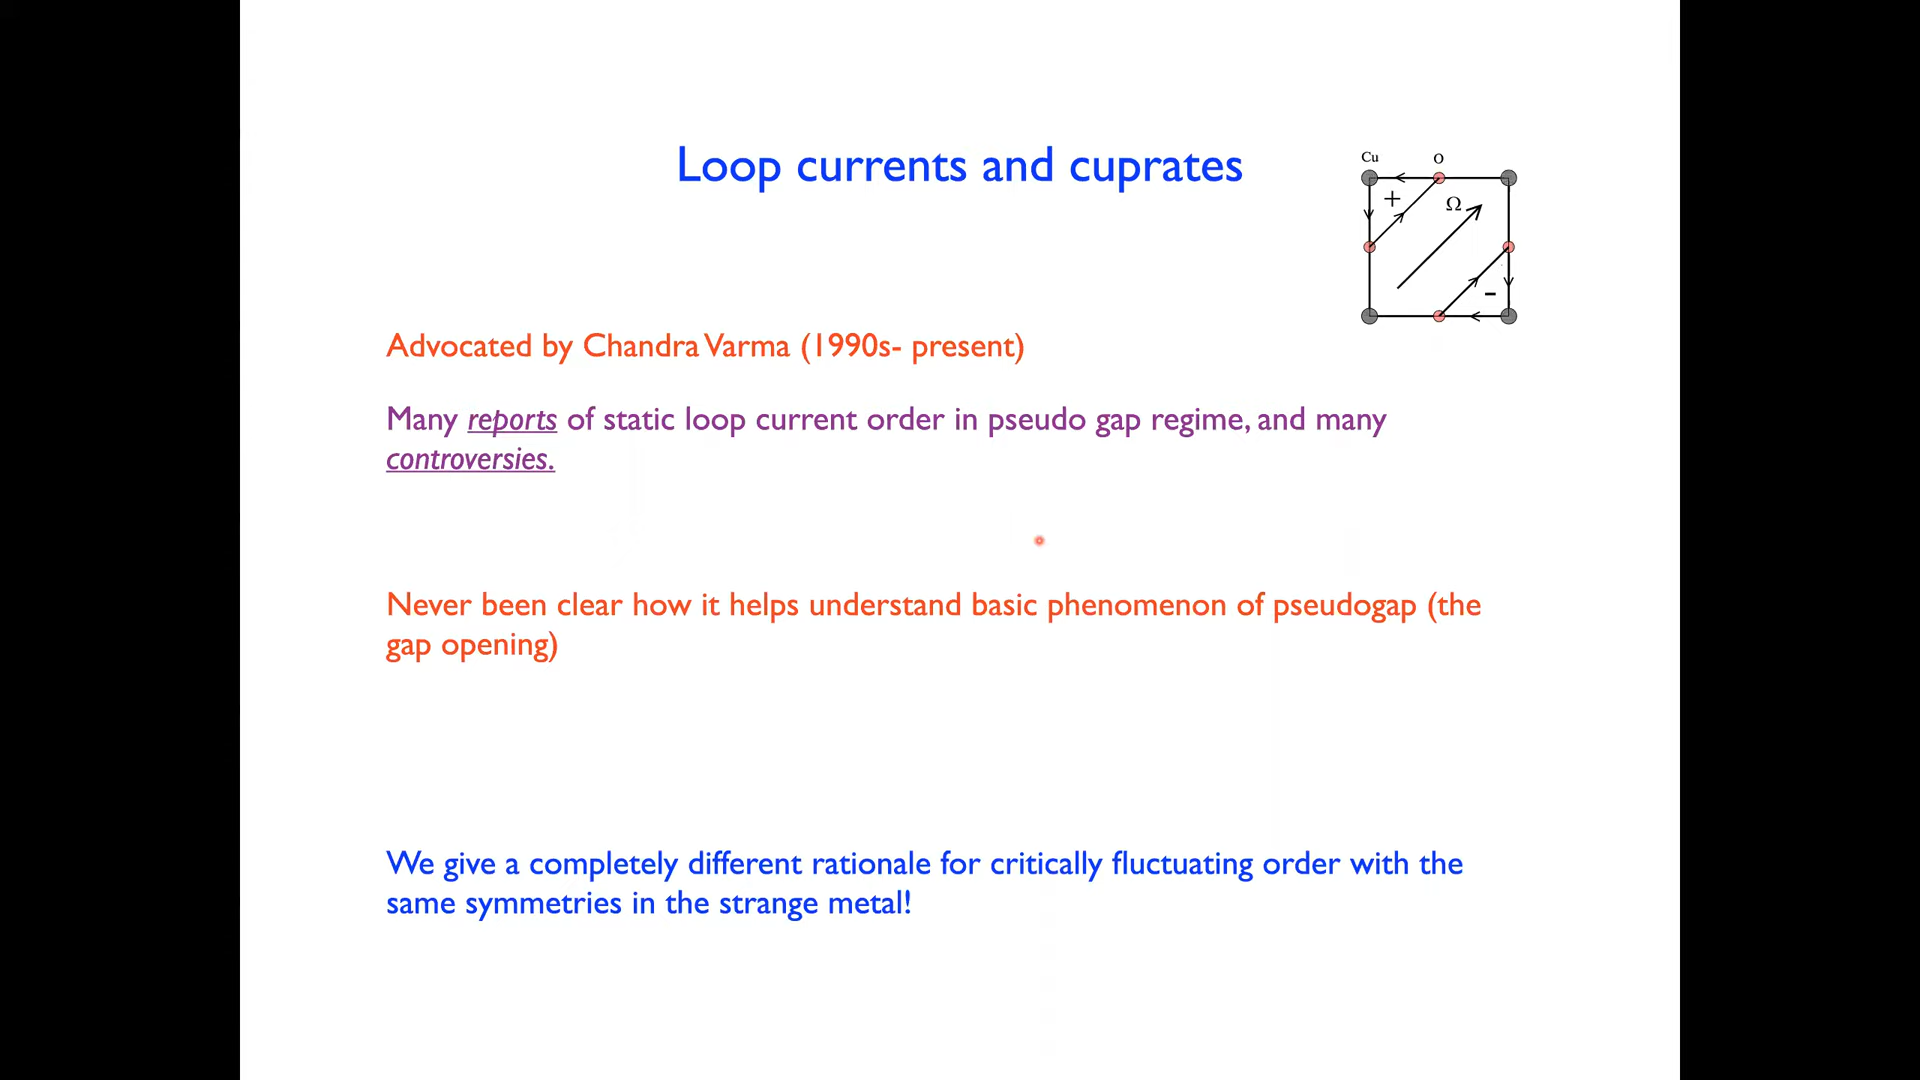 Loop currents and cuprates
Cu O
+ Ω
-
Advocated by Chandra Varma (1990s- present)
Many reports of static loop current order in pseudo gap regime, and many
controversies.
Never been clear how it helps understand basic phenomenon of pseudogap (the
gap opening)
We give a completely different rationale for critically fluctuating order with the
same symmetries in the strange metal!